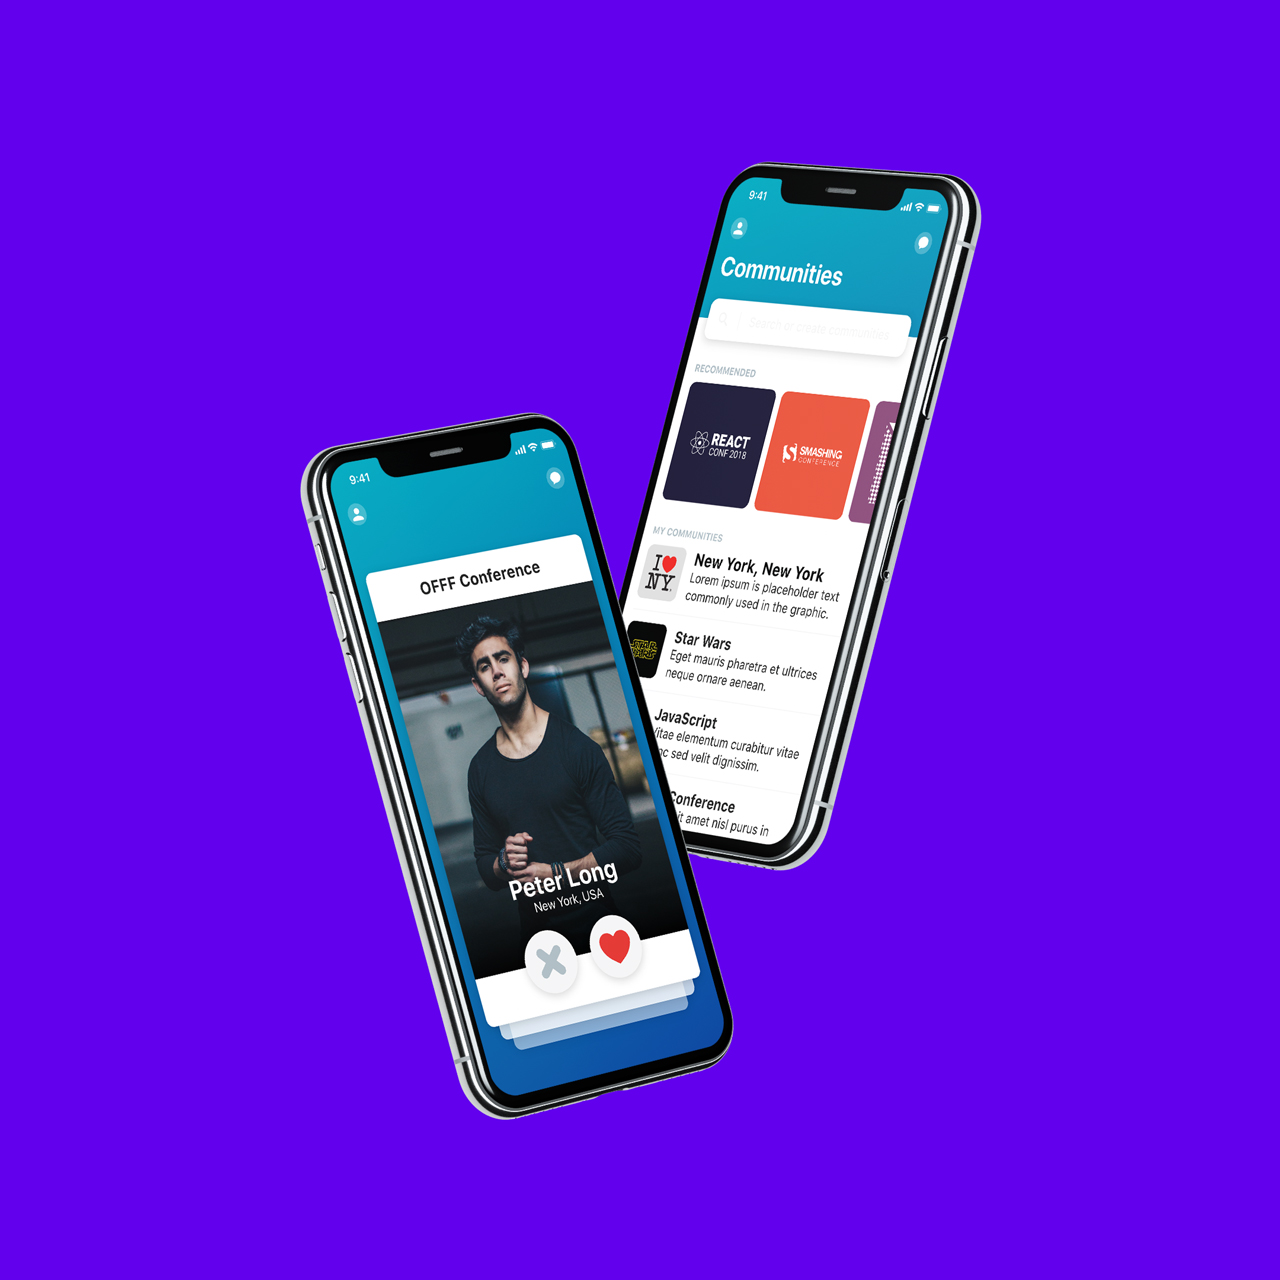 9:41
Communities
Search or create communities
RECOMMENDED
REACT
CONF 2018
SMASHING
CONFERENCE
MY COMMUNITIES
I NY
New York, New York
Lorem ipsum is placeholder text
commonly used in the graphic.
STAR WARS
Star Wars
Eget mauris pharetra et ultrices
neque ornare aenean.
JavaScript
Vitae elementum curabitur vitae
sed velit dignissim.
Conference
sit amet nisl purus in
9:41
OFFF Conference
Peter Long
New York, USA